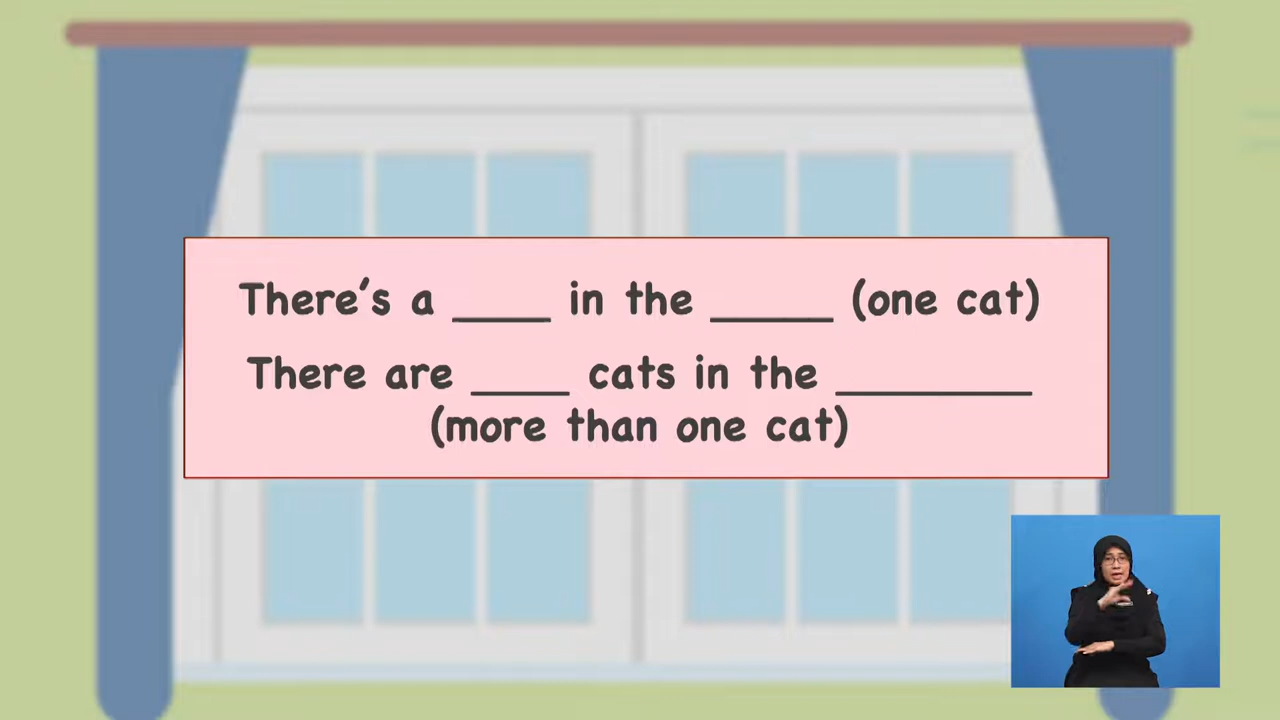 There's a ____ in the _____ (one cat)
There are ____ cats in the ________
(more than one cat)